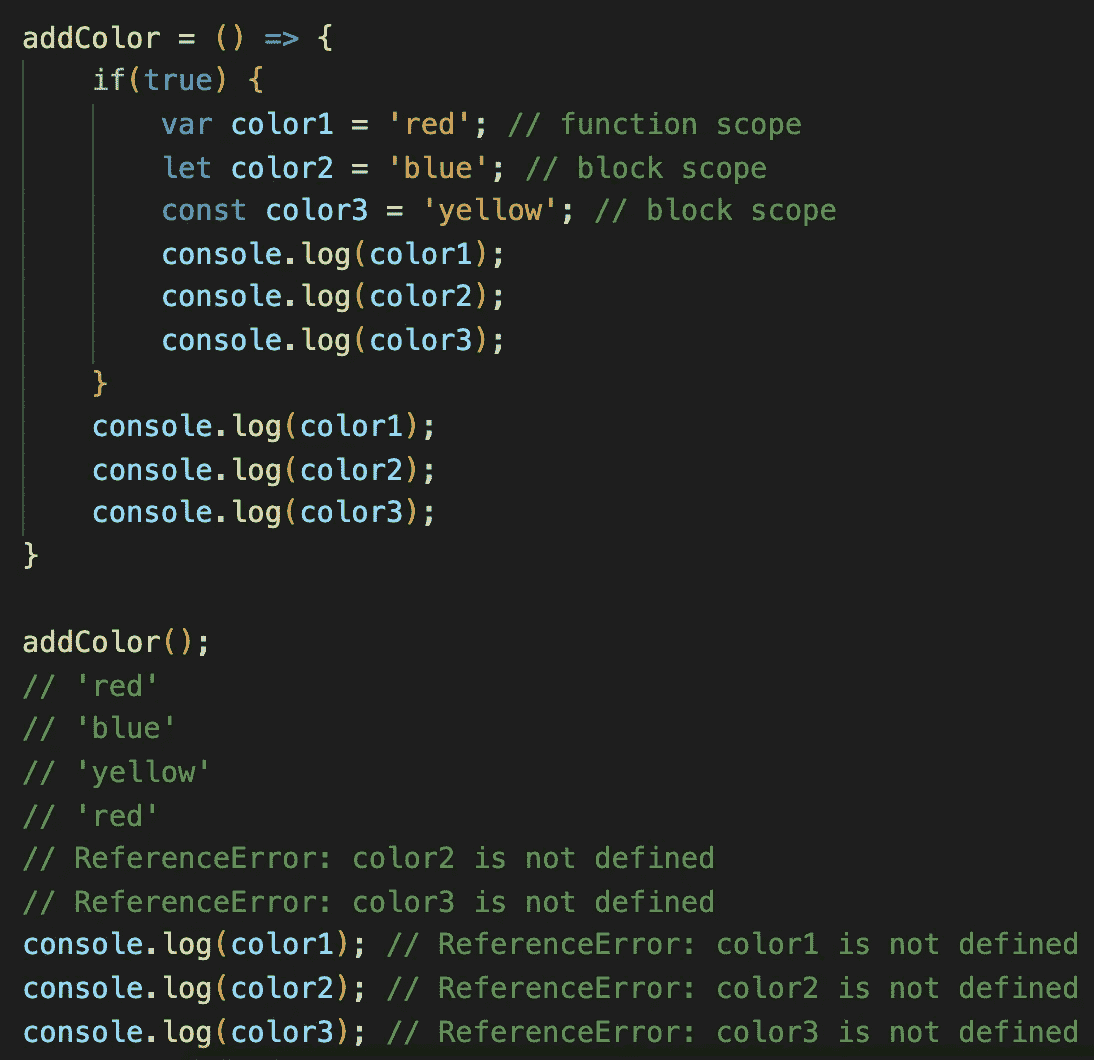 addColor = () => {
    if(true) {
        var color1 = 'red'; // function scope
        let color2 = 'blue'; // block scope
        const color3 = 'yellow'; // block scope
        console.log(color1);
        console.log(color2);
        console.log(color3);
    }
    console.log(color1);
    console.log(color2);
    console.log(color3);
}

addColor();
// 'red'
// 'blue'
// 'yellow'
// 'red'
// ReferenceError: color2 is not defined
// ReferenceError: color3 is not defined
console.log(color1); // ReferenceError: color1 is not defined
console.log(color2); // ReferenceError: color2 is not defined
console.log(color3); // ReferenceError: color3 is not defined